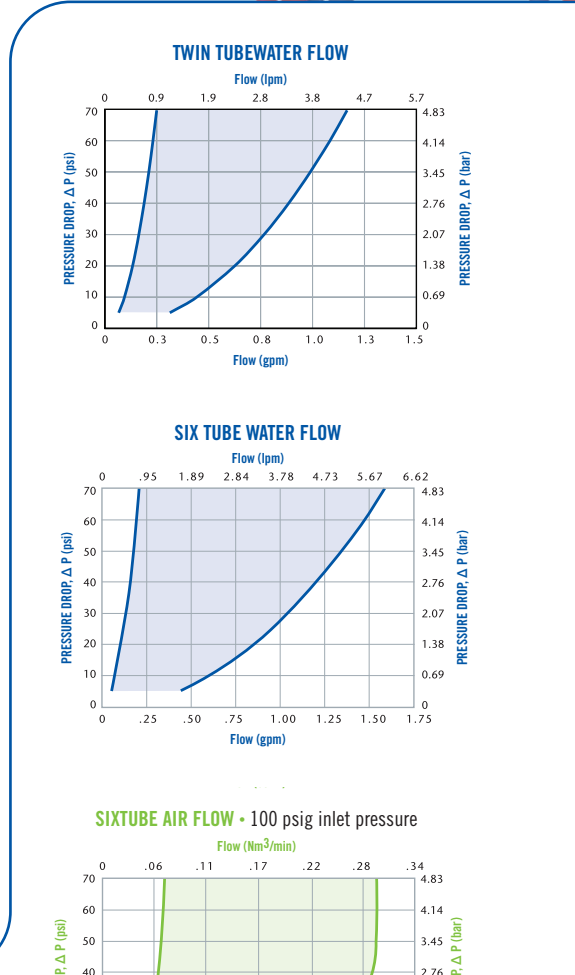 TWIN TUBEWATER FLOW
Flow (lpm)
0 0.9 1.9 2.8 3.8 4.7 5.7
70 4.83
60 4.14
50 3.45
40 2.76
30 2.07
20 1.38
10 0.69
0 0
PRESSURE DROP, Δ P (psi)
PRESSURE DROP, Δ P (bar)
0 0.3 0.5 0.8 1.0 1.3 1.5
Flow (gpm)
SIX TUBE WATER FLOW
Flow (lpm)
0 .95 1.89 2.84 3.78 4.73 5.67 6.62
70 4.83
60 4.14
50 3.45
40 2.76
30 2.07
20 1.38
10 0.69
0 0
PRESSURE DROP, Δ P (psi)
PRESSURE DROP, Δ P (bar)
0 .25 .50 .75 1.00 1.25 1.50 1.75
Flow (gpm)
SIXTUBE AIR FLOW • 100 psig inlet pressure
Flow (Nm3/min)
0 .06 .11 .17 .22 .28 .34
70 4.83
60 4.14
50 3.45
40 2.76
P, Δ P (psi)
P, Δ P (bar)